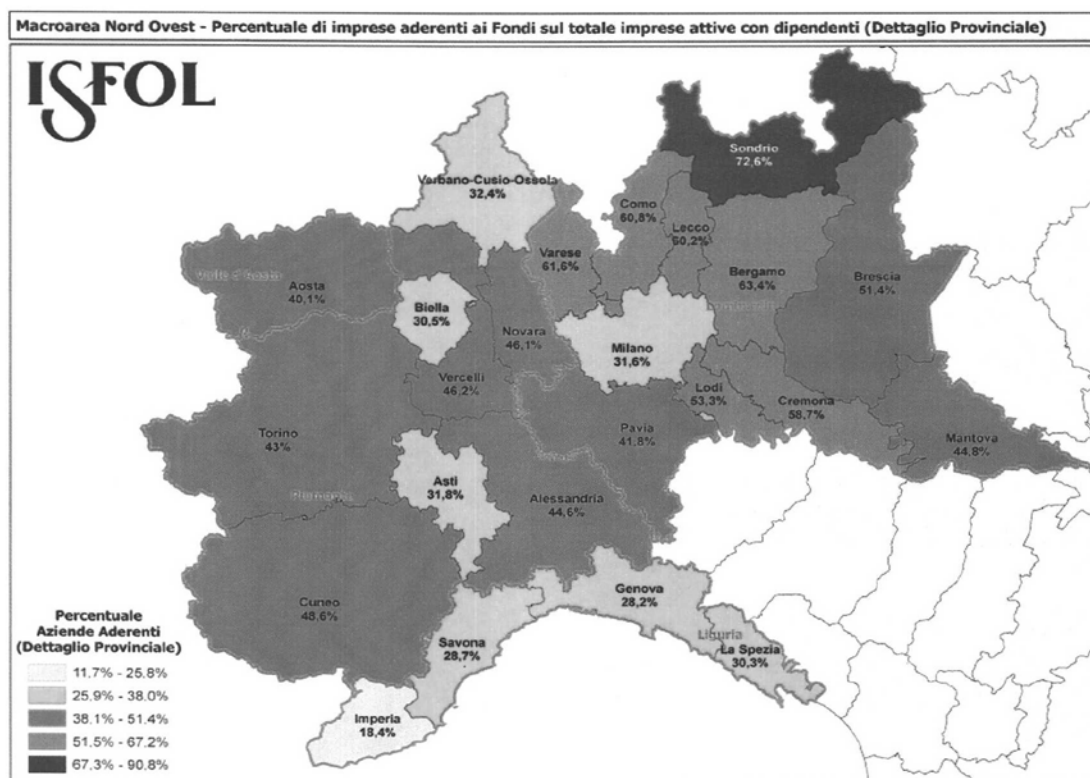 Macroarea Nord Ovest - Percentuale di imprese aderenti ai Fondi sul totale imprese attive con dipendenti (Dettaglio Provinciale)
ISFOL
Sondrio
72,6%
Verbano-Cusio-Ossola
32,4%
Como
60,8%
Lecco
60,2%
Varese
61,6%
Bergamo
63,4%
Brescia
51,4%
Valle d'Aosta
Aosta
40,1%
Biella
30,5%
Novara
46,1%
Milano
31,6%
Vercelli
46,2%
Lodi
53,3%
Cremona
58,7%
Torino
43%
Pavia
41,8%
Mantova
44,8%
Asti
31,8%
Piemonte
Alessandria
44,6%
Cuneo
48,6%
Genova
28,2%
Savona
28,7%
Liguria
La Spezia
30,3%
Imperia
18,4%
Percentuale
Aziende Aderenti
(Dettaglio Provinciale)
11.7% - 25.8%
25.9% - 38.0%
38.1% - 51.4%
51.5% - 67.2%
67.3% - 90.8%